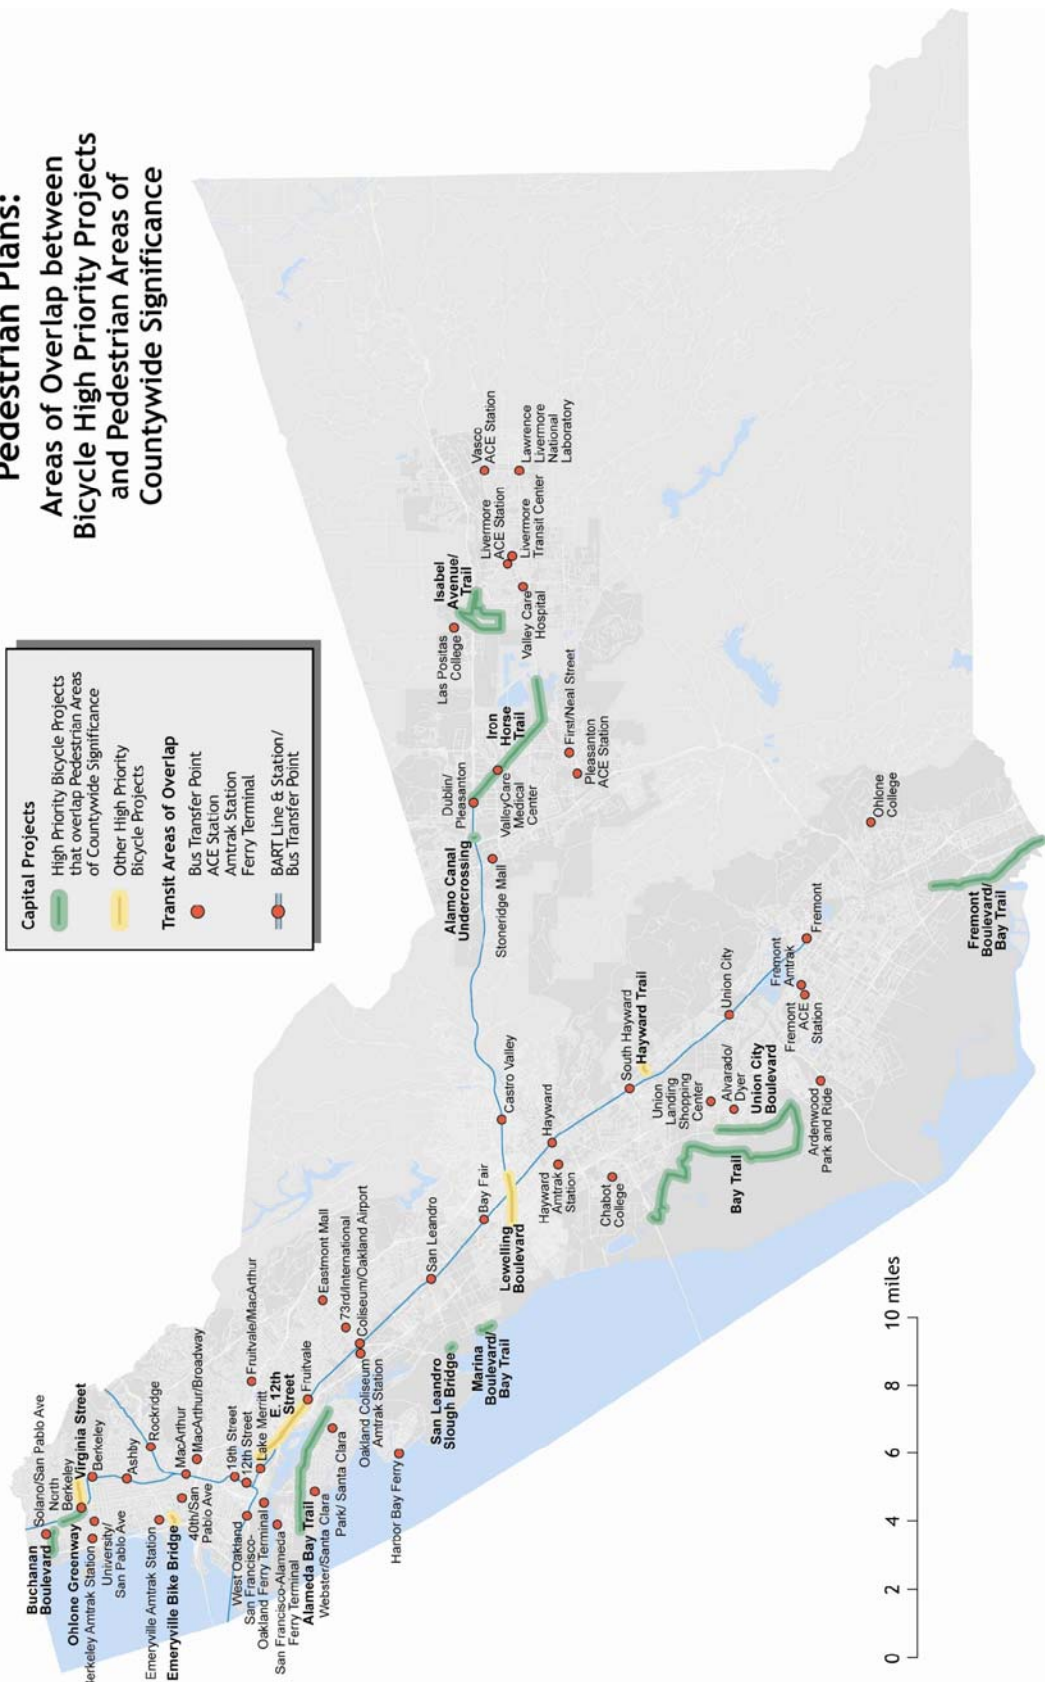 Pedestrian Plans:
Areas of Overlap between
Bicycle High Priority Projects
and Pedestrian Areas of
Countywide Significance
Capital Projects
High Priority Bicycle Projects
that overlap Pedestrian Areas
of Countywide Significance
Other High Priority
Bicycle Projects
Transit Areas of Overlap
Bus Transfer Point
ACE Station
Amtrak Station
Ferry Terminal
BART Line & Station/
Bus Transfer Point
Buchanan
Boulevard
Solano/San Pablo Ave
North
Berkeley
Virginia Street
Ohlone Greenway
Berkeley
Berkeley Amtrak Station
University/
San Pablo Ave
Ashby
Rockridge
Emeryville Amtrak Station
Emeryville Bike Bridge
MacArthur
MacArthur/Broadway
40th/San
Pablo Ave
19th Street
12th Street
Lake Merritt
Fruitvale/MacArthur
E. 12th
Street
Fruitvale
West Oakland
San Francisco-
Oakland Ferry Terminal
San Francisco-Alameda
Ferry Terminal
Alameda Bay Trail
Webster/Santa Clara
Park/ Santa Clara
Eastmont Mall
73rd/International
Coliseum/Oakland Airport
Oakland Coliseum
Amtrak Station
Harbor Bay Ferry
San Leandro
San Leandro
Slough Bridge
Marina
Boulevard/
Bay Trail
Bay Fair
Lewelling
Boulevard
Castro Valley
Hayward
Hayward
Amtrak
Station
Chabot
College
South Hayward
Hayward Trail
Union
Landing
Shopping
Center
Alvarado/
Dyer
Union City
Boulevard
Bay Trail
Union City
Ardenwood
Park and Ride
Fremont
Amtrak
Fremont
ACE
Station
Fremont
Ohlone
College
Fremont
Boulevard/
Bay Trail
Alamo Canal
Undercrossing
Stoneridge Mall
Dublin/
Pleasanton
ValleyCare
Medical
Center
Iron
Horse
Trail
First/Neal Street
Pleasanton
ACE Station
Las Positas
College
Isabel
Avenue/
Trail
Valley Care
Hospital
Livermore
ACE Station
Livermore
Transit Center
Vasco
ACE Station
Lawrence
Livermore
National
Laboratory
0 2 4 6 8 10 miles